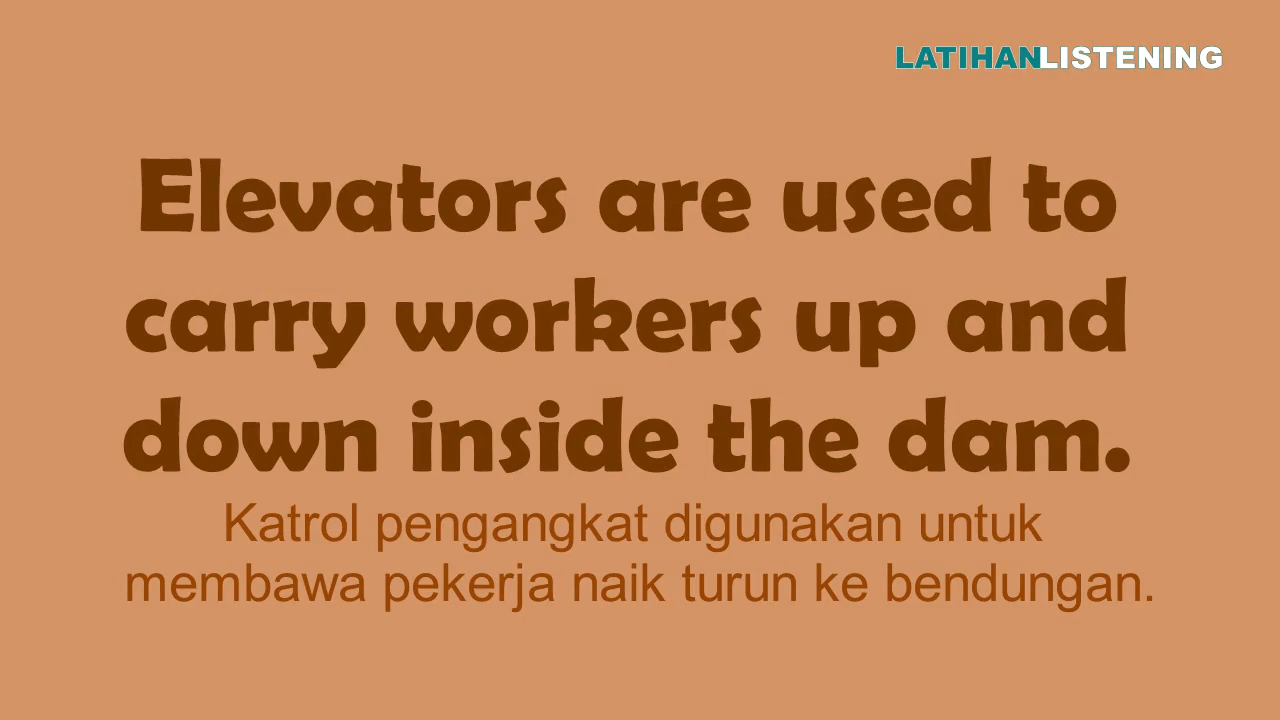 LATIHANLISTENING
Elevators are used to
carry workers up and
down inside the dam.
Katrol pengangkat digunakan untuk
membawa pekerja naik turun ke bendungan.